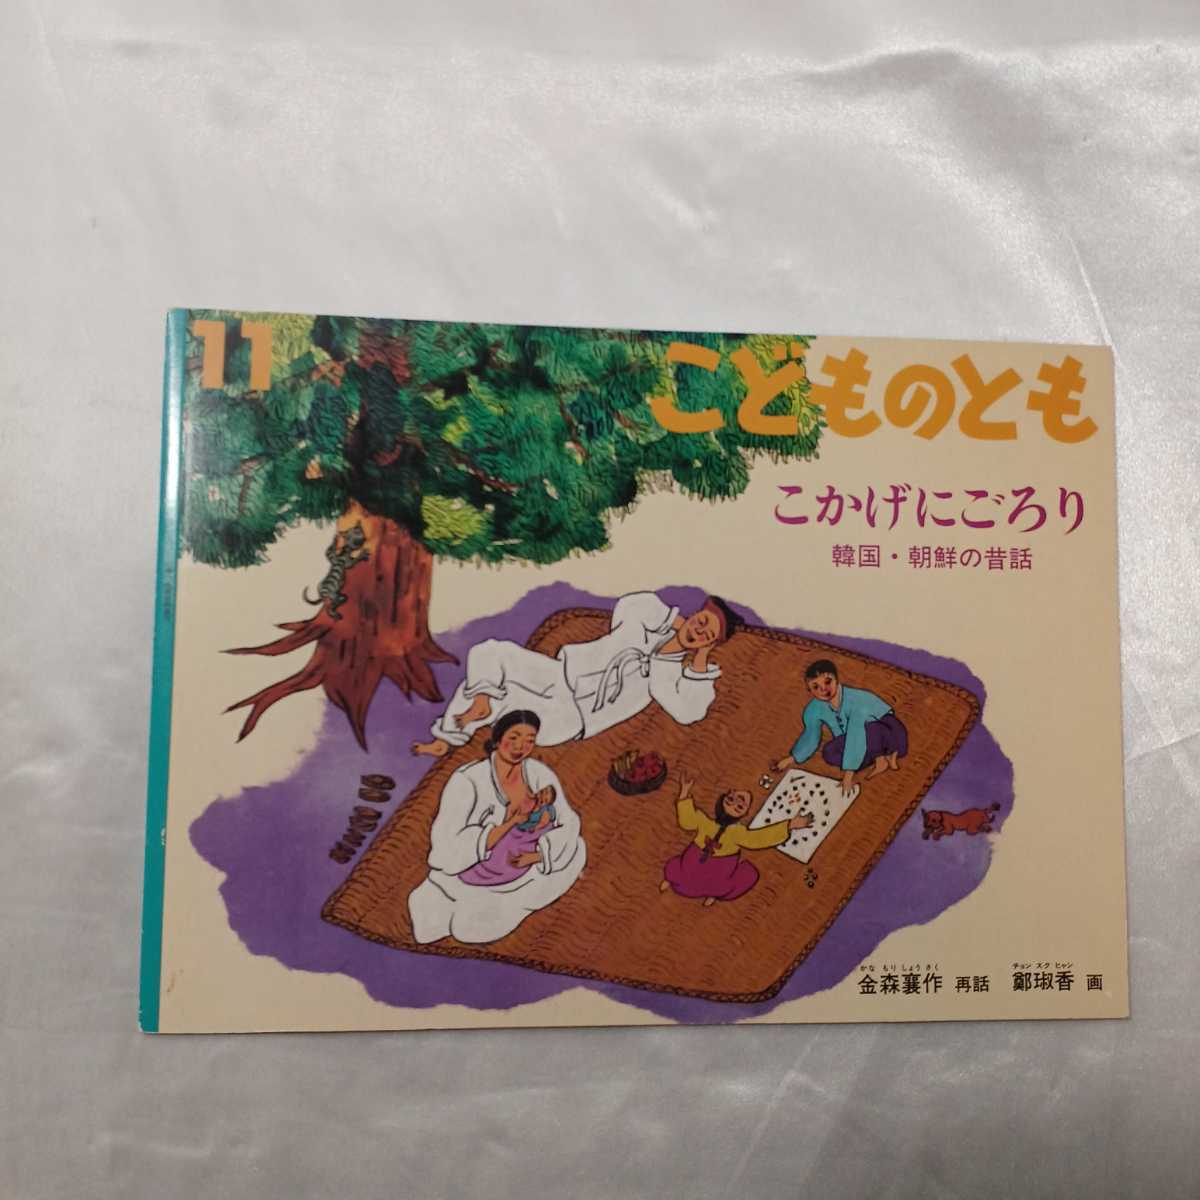 11
こどものとも
こかげにごろり
韓国・朝鮮の昔話
かな もり しょう さく チョン スク ヒャン
金森襄作 再話 鄭琡香 画